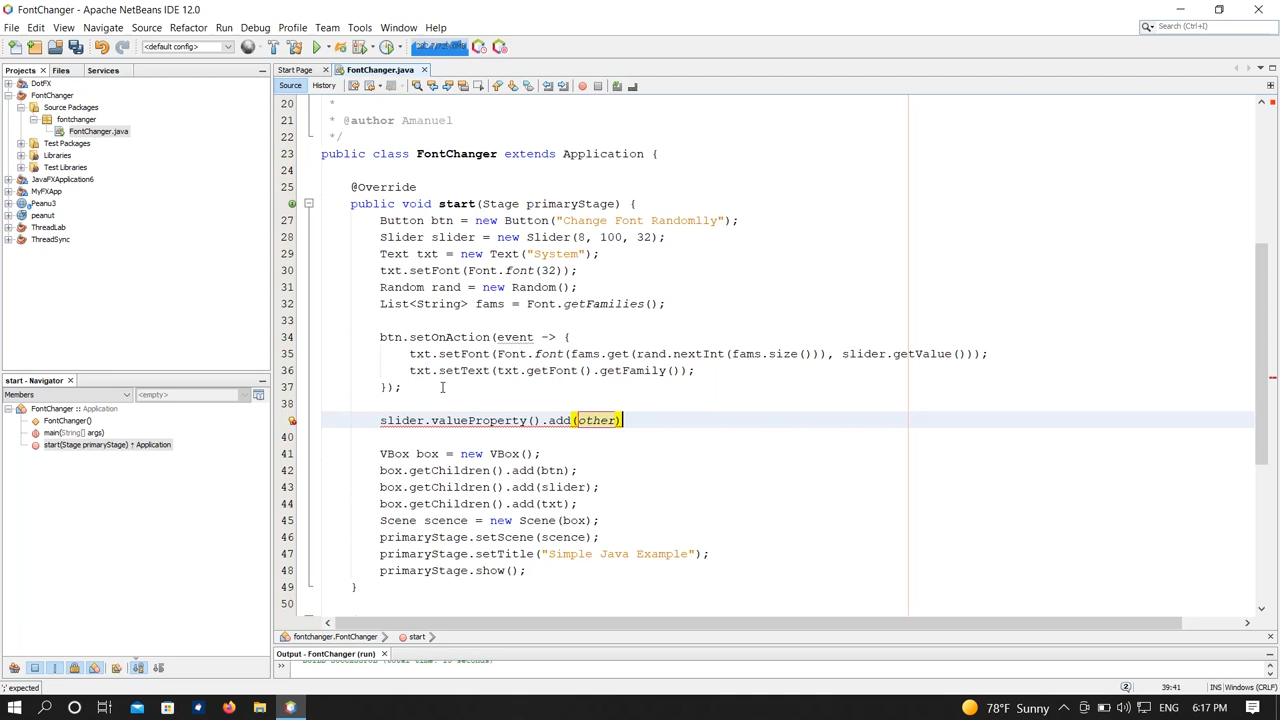 FontChanger - Apache NetBeans IDE 12.0
File Edit View Navigate Source Refactor Run Debug Profile Team Tools Window Help
Search (Ctrl+I)
<default config>
Projects Files Services
Start Page FontChanger.java
Source History
DotFX
FontChanger
Source Packages
fontchanger
FontChanger.java
Test Packages
Libraries
Test Libraries
JavaFXApplication6
MyFXApp
Peanu3
peanut
ThreadLab
ThreadSync
start - Navigator
Members <empty>
FontChanger :: Application
FontChanger()
main(String[] args)
start(Stage primaryStage) ↑ Application
20 *
21 * @author Amanuel
22 */
23 public class FontChanger extends Application {
24
25 @Override
public void start(Stage primaryStage) {
27 Button btn = new Button("Change Font Randomlly");
28 Slider slider = new Slider(8, 100, 32);
29 Text txt = new Text("System");
30 txt.setFont(Font.font(32));
31 Random rand = new Random();
32 List<String> fams = Font.getFamilies();
33
34 btn.setOnAction(event -> {
35 txt.setFont(Font.font(fams.get(rand.nextInt(fams.size())), slider.getValue()));
36 txt.setText(txt.getFont().getFamily());
37 });
38
slider.valueProperty().add(other)
40
41 VBox box = new VBox();
42 box.getChildren().add(btn);
43 box.getChildren().add(slider);
44 box.getChildren().add(txt);
45 Scene scence = new Scene(box);
46 primaryStage.setScene(scence);
47 primaryStage.setTitle("Simple Java Example");
48 primaryStage.show();
49 }
50
fontchanger.FontChanger start
Output - FontChanger (run)
';' expected
2
39:41 INS Windows (CRLF)
78°F Sunny ENG 6:17 PM